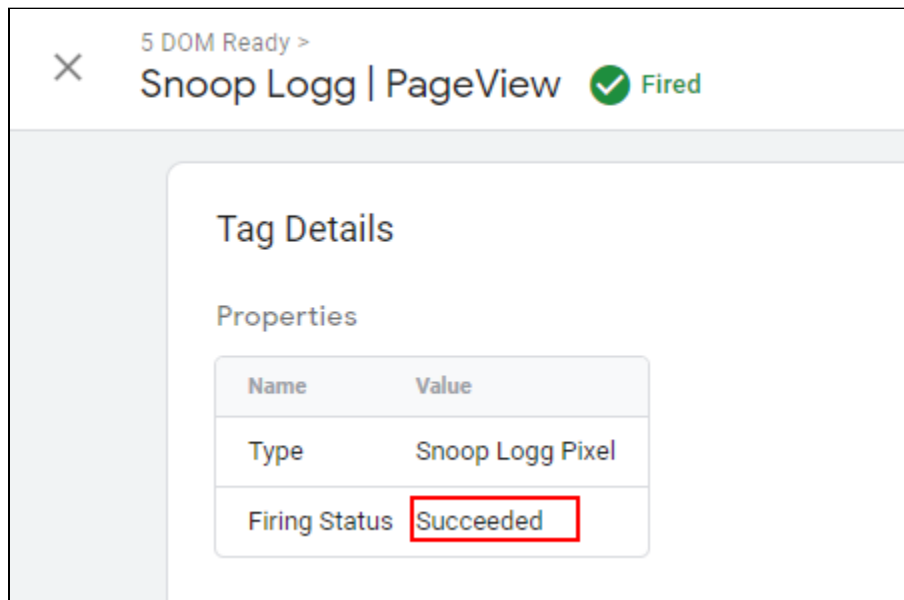 5 DOM Ready >
Snoop Logg | PageView Fired
Tag Details
Properties
Name Value
Type Snoop Logg Pixel
Firing Status Succeeded